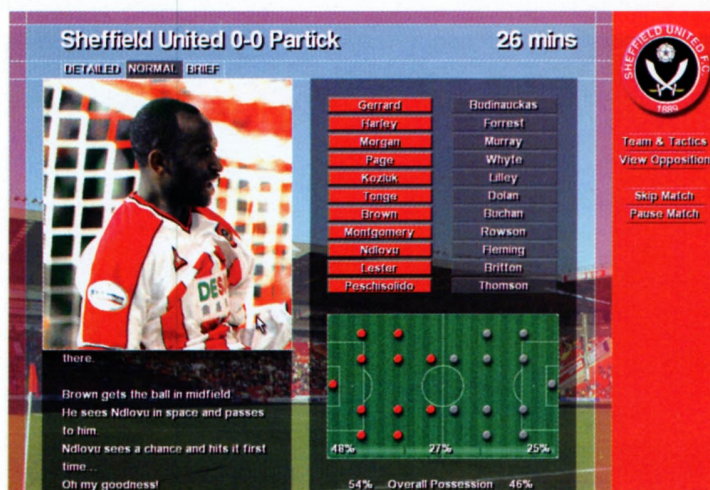 Sheffield United 0-0 Partick
26 mins
DETAILED NORMAL BRIEF
Gerrard
Harley
Morgan
Page
Kozluk
Tonge
Brown
Montgomery
Ndlovu
Lester
Peschisolido
Budinauckas
Forrest
Murray
Whyte
Lilley
Dolan
Buchan
Rowson
Fleming
Britton
Thomson
DES
there.
Brown gets the ball in midfield
He sees Ndlovu in space and passes
to him.
Ndlovu sees a chance and hits it first
time...
Oh my goodness!
48% 27% 25%
54% Overall Possession 46%
SHEFFIELD UNITED F.C.
1889
Team & Tactics
View Opposition
Skip Match
Pause Match